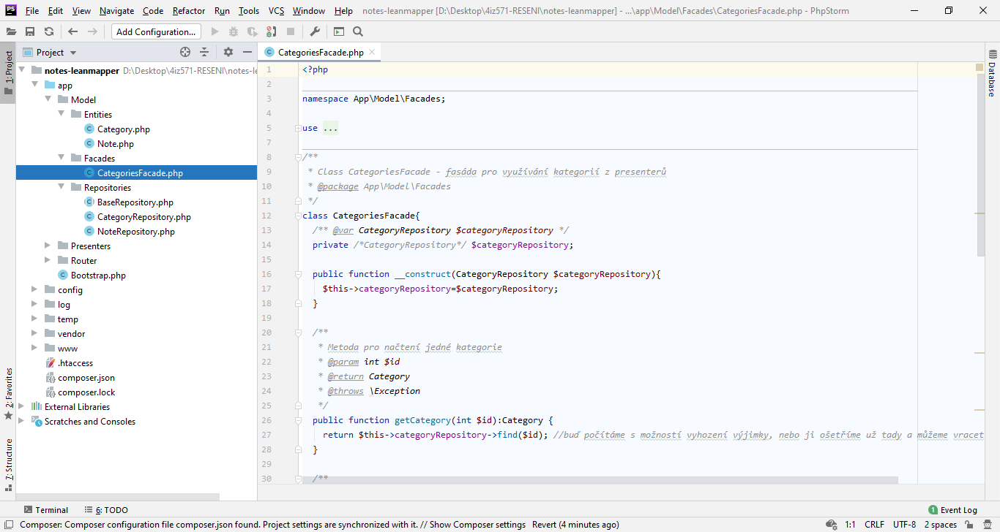 File Edit View Navigate Code Refactor Run Tools VCS Window Help notes-leanmapper [D:\Desktop\4iz571-RESENI\notes-leanmapper] - ...\app\Model\Facades\CategoriesFacade.php - PhpStorm
Add Configuration...
1: Project
2: Favorites
7: Structure
Project
notes-leanmapper D:\Desktop\4iz571-RESENI\notes-le
app
Model
Entities
Category.php
Note.php
Facades
CategoriesFacade.php
Repositories
BaseRepository.php
CategoryRepository.php
NoteRepository.php
Presenters
Router
Bootstrap.php
config
log
temp
vendor
www
.htaccess
composer.json
composer.lock
External Libraries
Scratches and Consoles
CategoriesFacade.php
1 <?php
2
3 namespace App\Model\Facades;
4
5 use ...
7
8 /**
9 * Class CategoriesFacade - fasáda pro využívání kategorií z presenterů
10 * @package App\Model\Facades
11 */
12 class CategoriesFacade{
13 /** @var CategoryRepository $categoryRepository */
14 private /*CategoryRepository*/ $categoryRepository;
15
16 public function __construct(CategoryRepository $categoryRepository){
17 $this->categoryRepository=$categoryRepository;
18 }
19
20 /**
21 * Metoda pro načtení jedné kategorie
22 * @param int $id
23 * @return Category
24 * @throws \Exception
25 */
26 public function getCategory(int $id):Category {
27 return $this->categoryRepository->find($id); //buď počítáme s možností vyhození výjimky, nebo ji ošetříme už tady a můžeme vracet
28 }
29
30 /**
Database
Terminal 6: TODO
1 Event Log
Composer: Composer configuration file composer.json found. Project settings are synchronized with it. // Show Composer settings Revert (4 minutes ago) 1:1 CRLF UTF-8 2 spaces